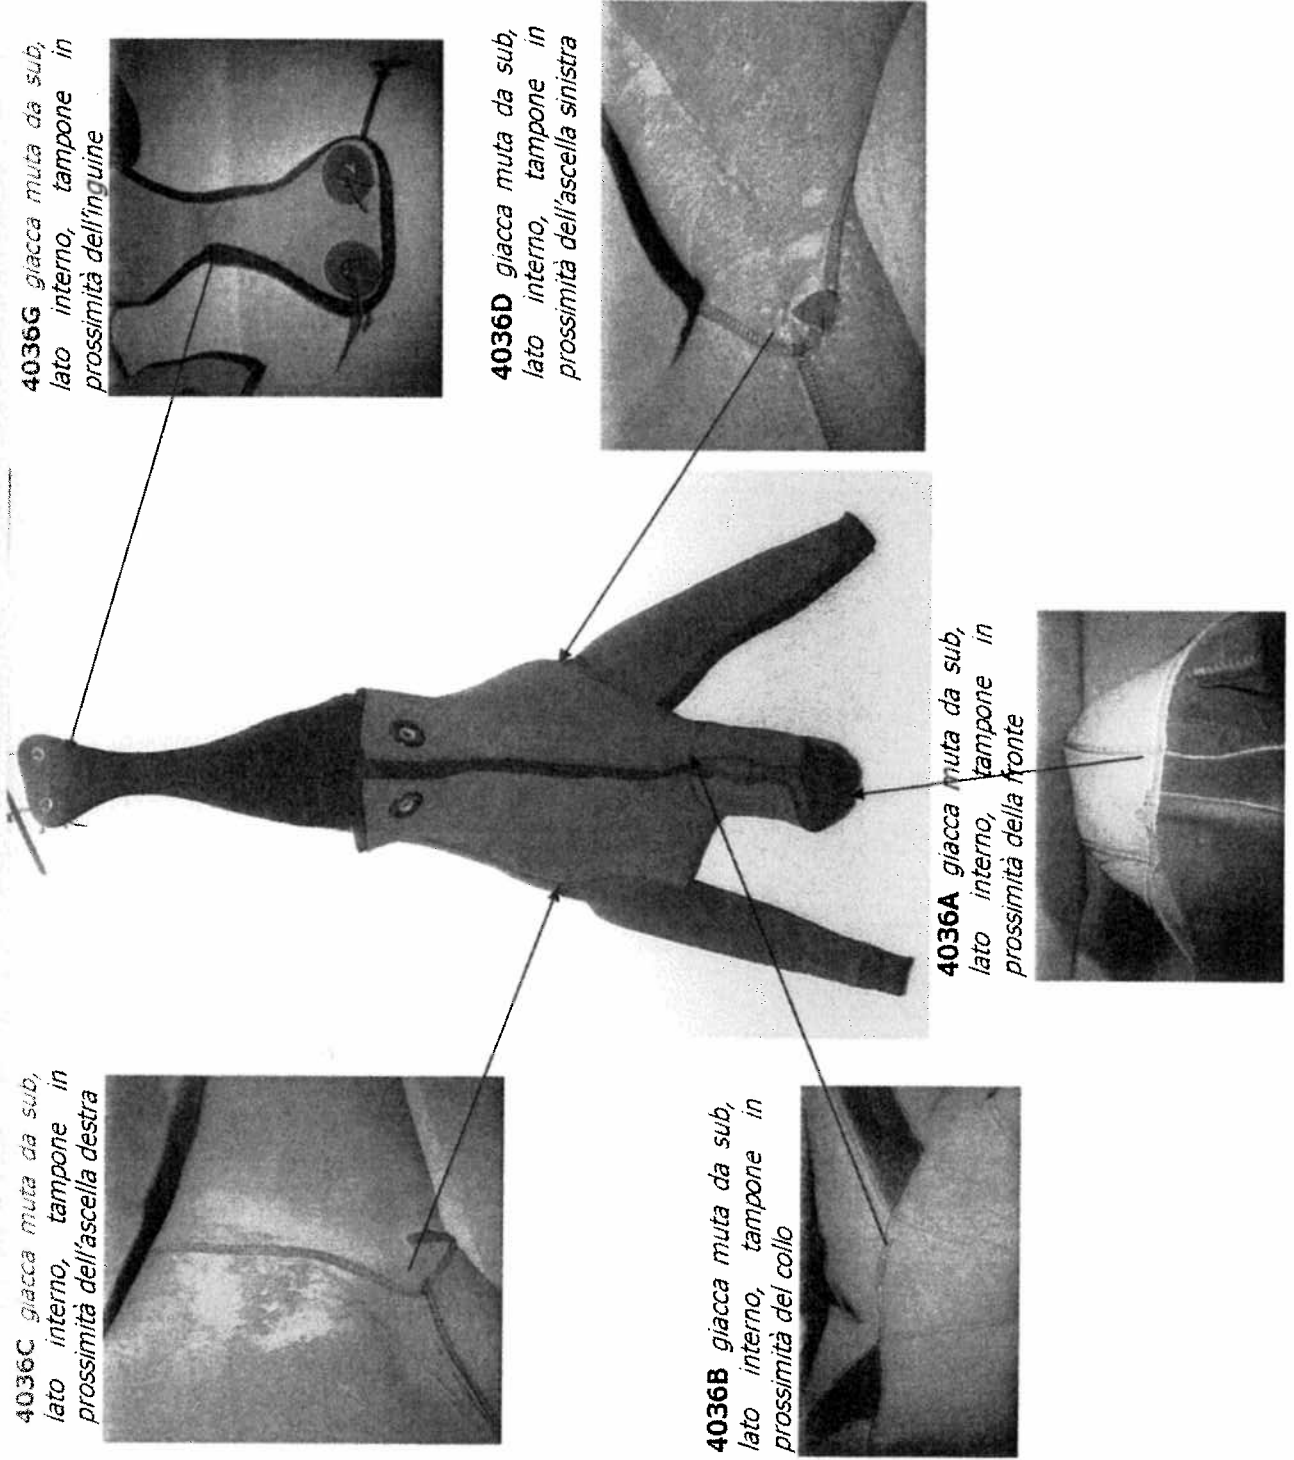 4036C giacca muta da sub,
lato interno, tampone in
prossimità dell'ascella destra
4036G giacca muta da sub,
lato interno, tampone in
prossimità dell'inguine
4036D giacca muta da sub,
lato interno, tampone in
prossimità dell'ascella sinistra
4036B giacca muta da sub,
lato interno, tampone in
prossimità del collo
4036A giacca muta da sub,
lato interno, tampone in
prossimità della fronte